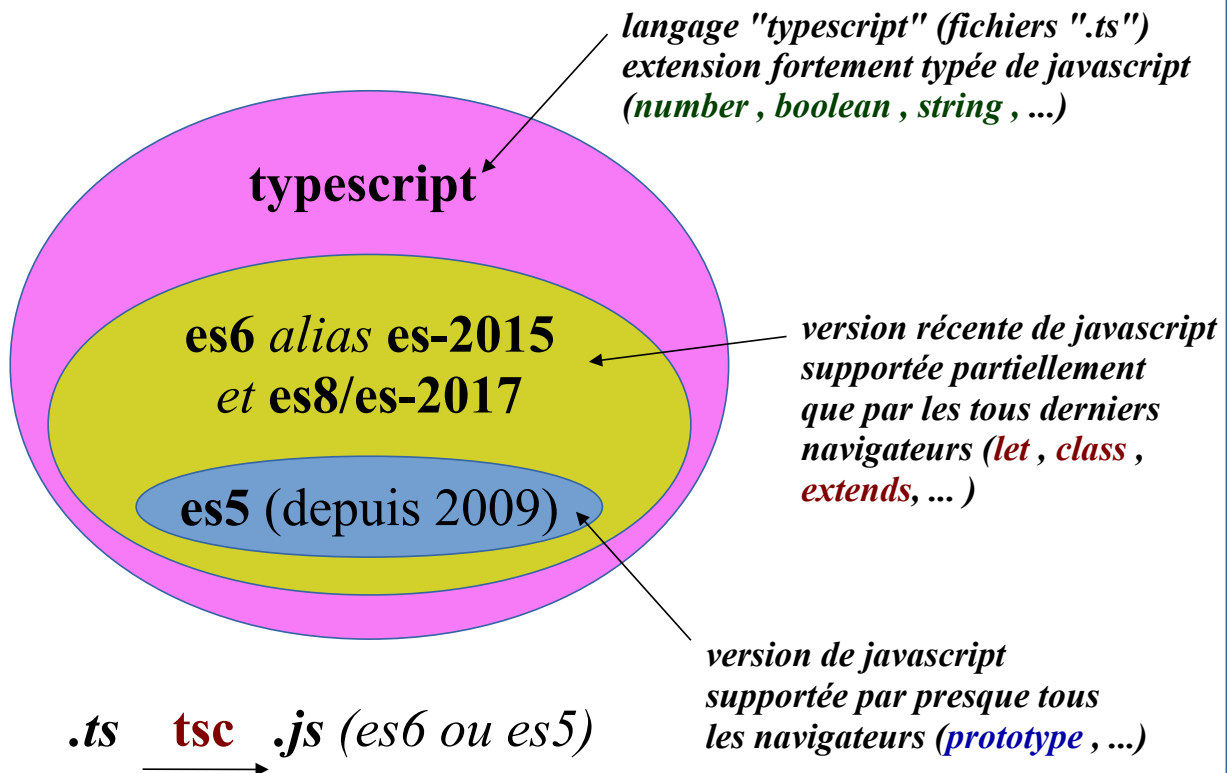 langage "typescript" (fichiers ".ts")
extension fortement typée de javascript
(number , boolean , string , ...)
typescript
es6 alias es-2015
et es8/es-2017
version récente de javascript
supportée partiellement
que par les tous derniers
navigateurs (let , class ,
extends, ... )
es5 (depuis 2009)
version de javascript
supportée par presque tous
les navigateurs (prototype , ...)
.ts tsc .js (es6 ou es5)